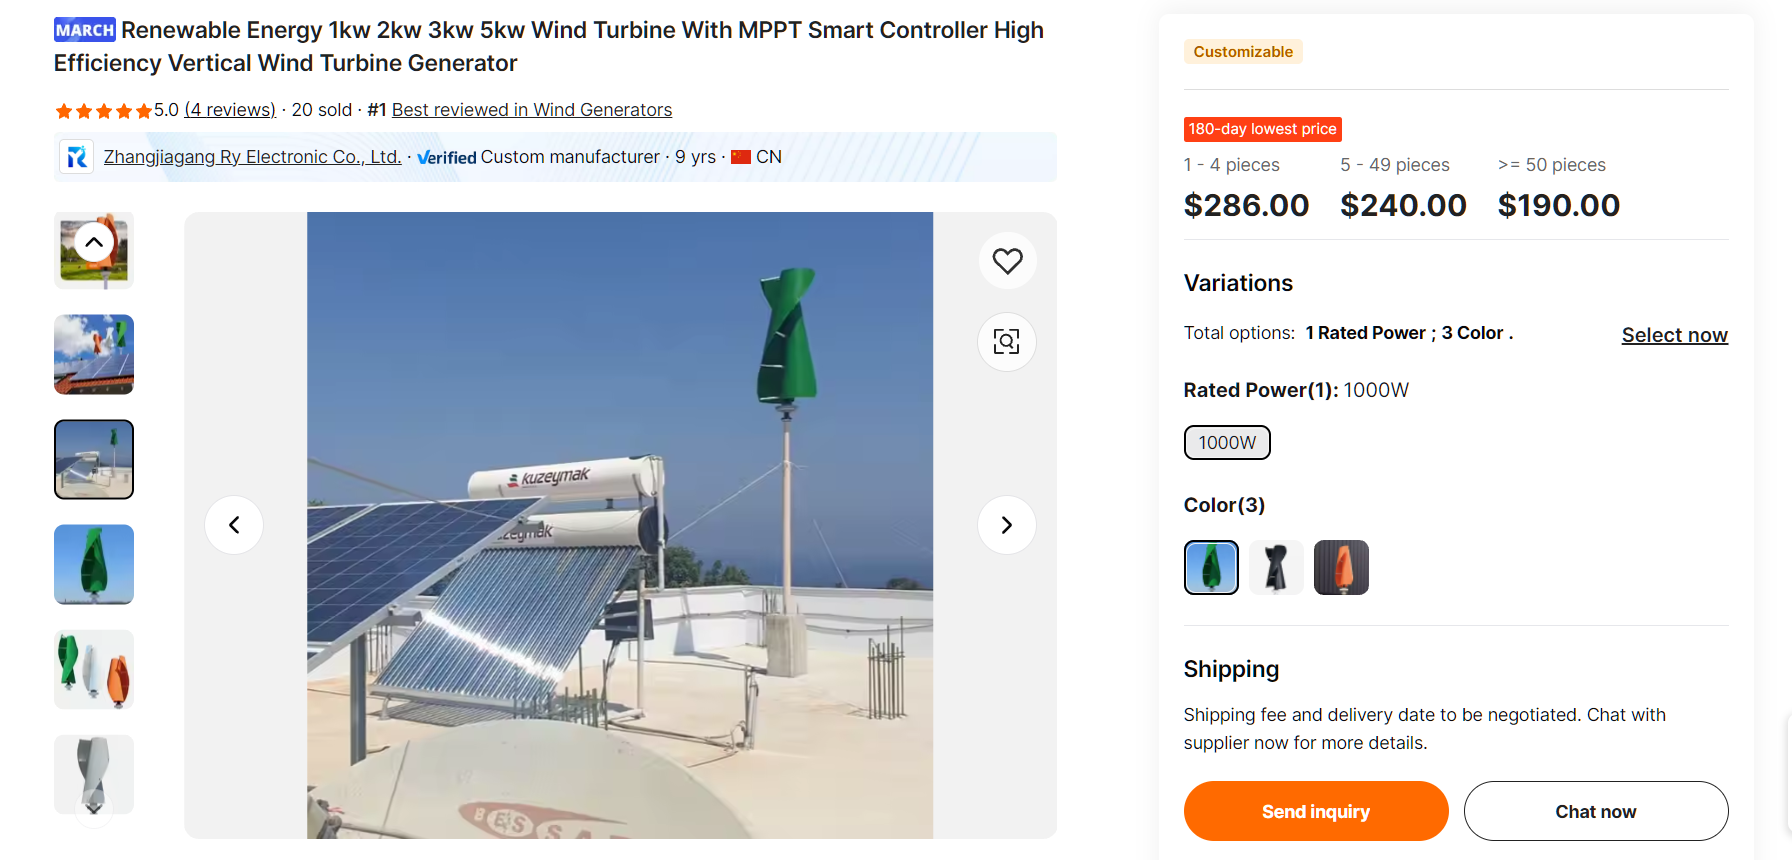 MARCH Renewable Energy 1kw 2kw 3kw 5kw Wind Turbine With MPPT Smart Controller High
Efficiency Vertical Wind Turbine Generator
5.0 (4 reviews) · 20 sold · #1 Best reviewed in Wind Generators
Zhangjiagang Ry Electronic Co., Ltd. · Verified Custom manufacturer · 9 yrs · CN
kuzeymak
Customizable
180-day lowest price
1 - 4 pieces 5 - 49 pieces >= 50 pieces
$286.00 $240.00 $190.00
Variations
Total options: 1 Rated Power ; 3 Color . Select now
Rated Power(1): 1000W
1000W
Color(3)
Shipping
Shipping fee and delivery date to be negotiated. Chat with
supplier now for more details.
Send inquiry Chat now